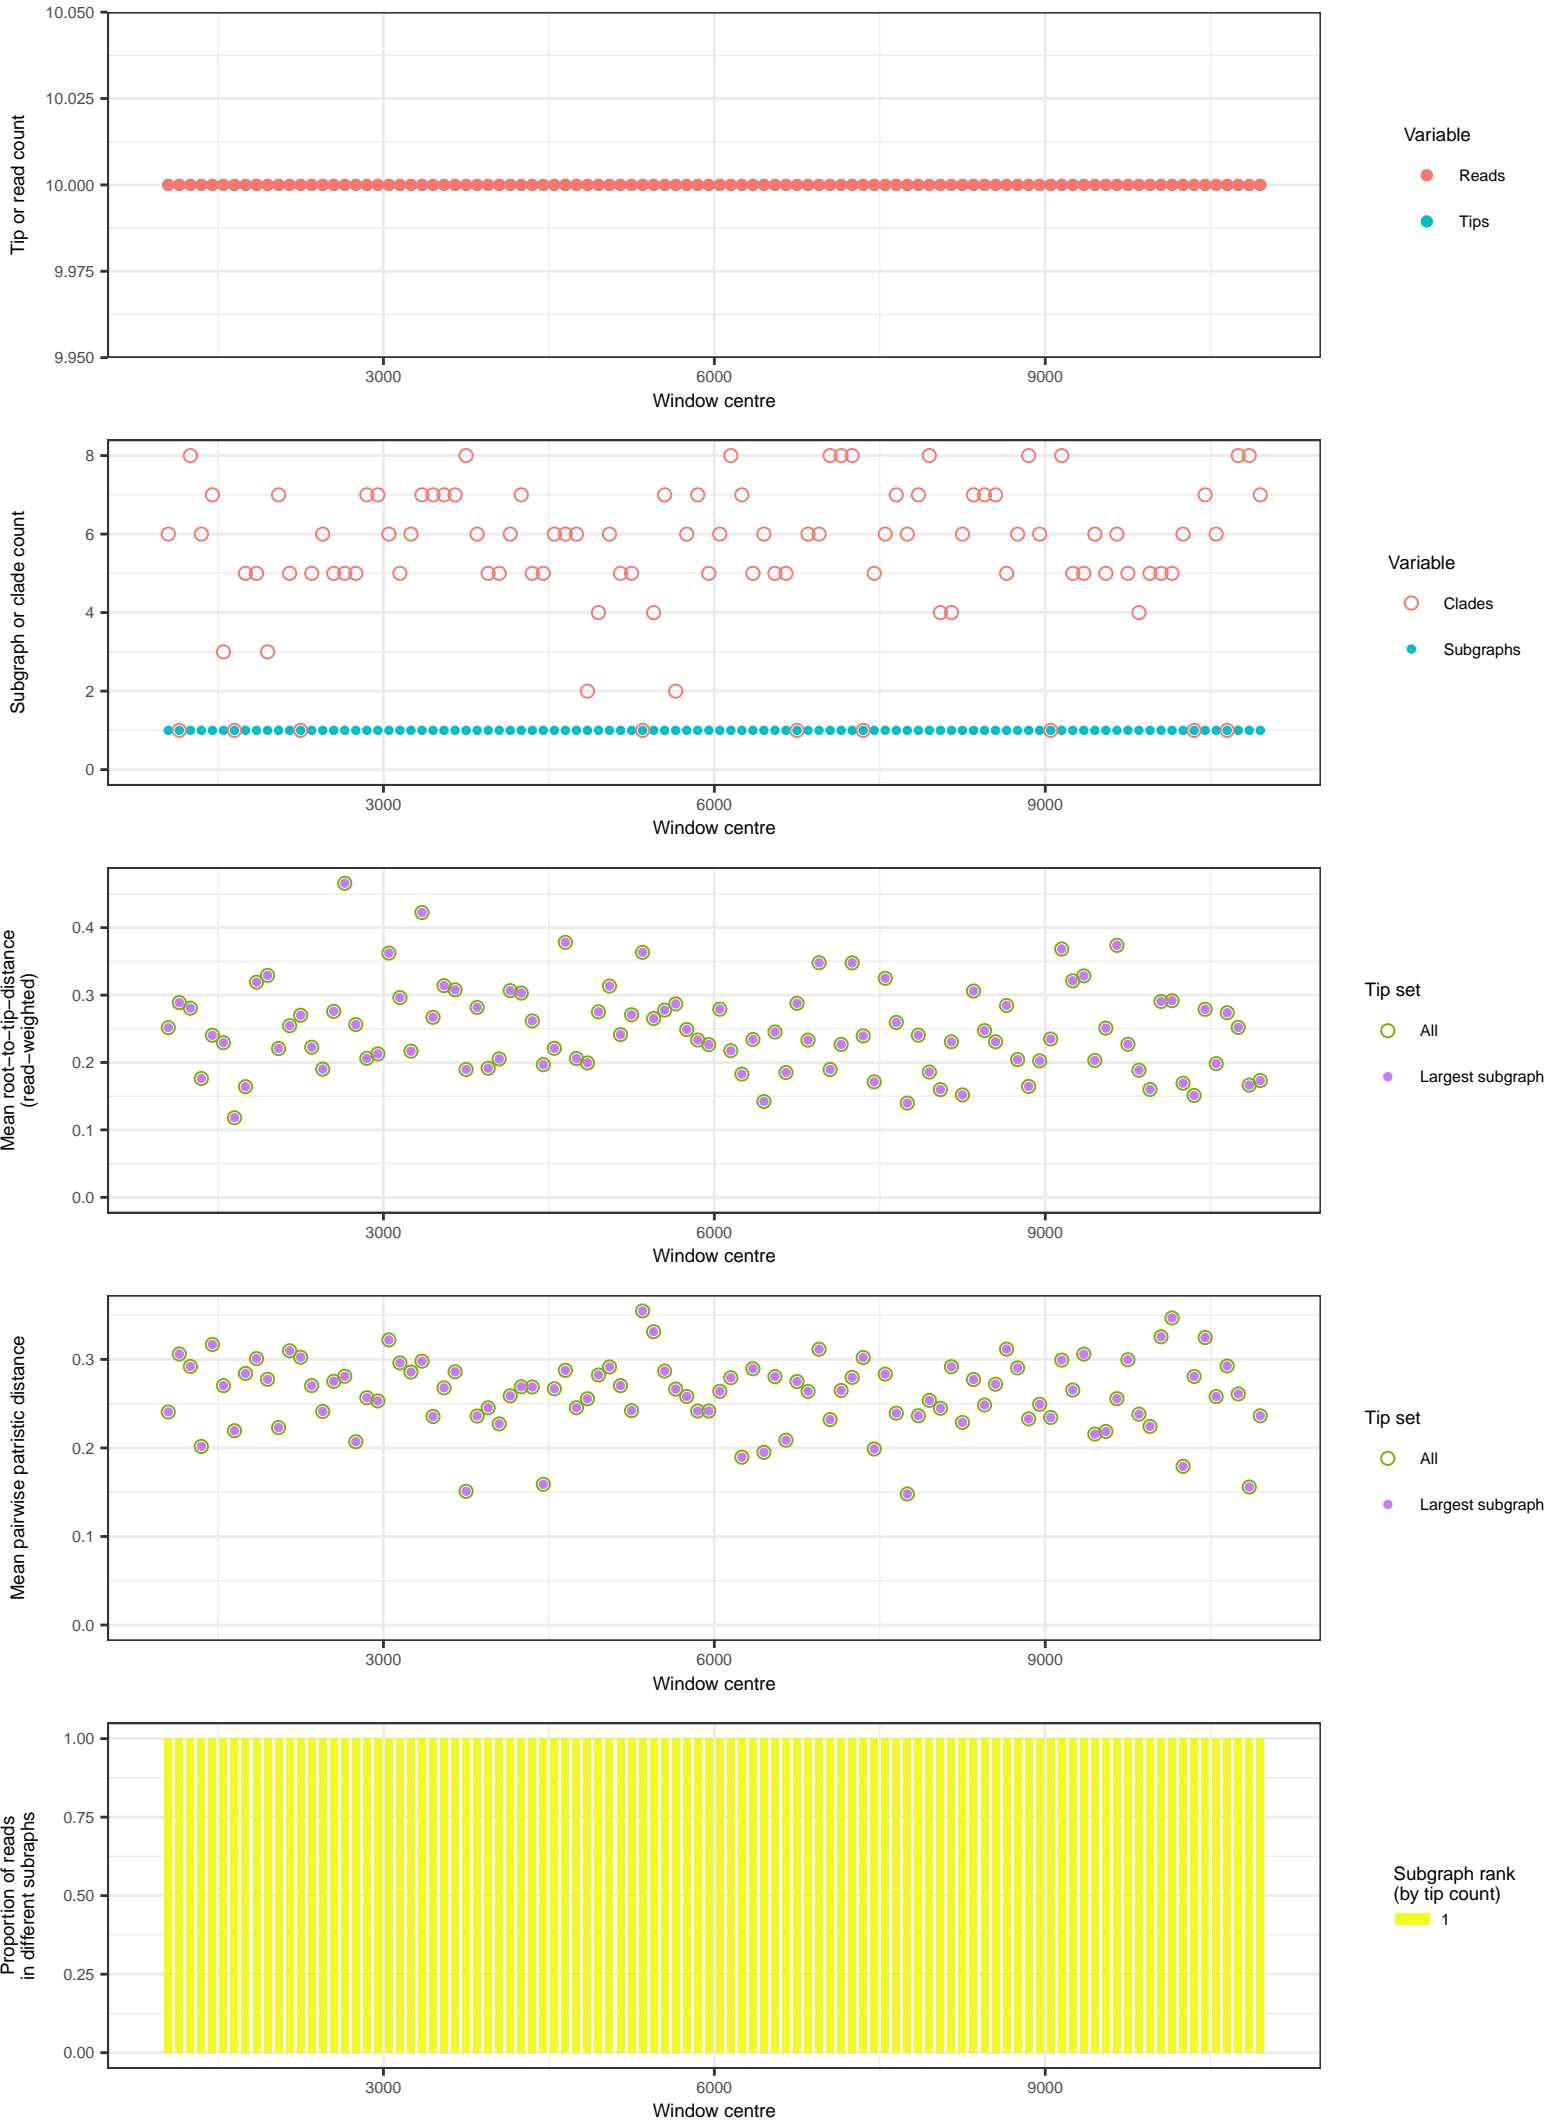 10.050
10.025
10.000
9.975
9.950
Tip or read count
3000 6000 9000
Window centre
Variable
Reads
Tips
8
6
4
2
0
Subgraph or clade count
3000 6000 9000
Window centre
Variable
Clades
Subgraphs
0.4
0.3
0.2
0.1
0.0
Mean root−to−tip−distance
(read−weighted)
3000 6000 9000
Window centre
Tip set
All
Largest subgraph
0.3
0.2
0.1
0.0
Mean pairwise patristic distance
3000 6000 9000
Window centre
Tip set
All
Largest subgraph
1.00
0.75
0.50
0.25
0.00
Proportion of reads
in different subraphs
3000 6000 9000
Window centre
Subgraph rank
(by tip count)
1